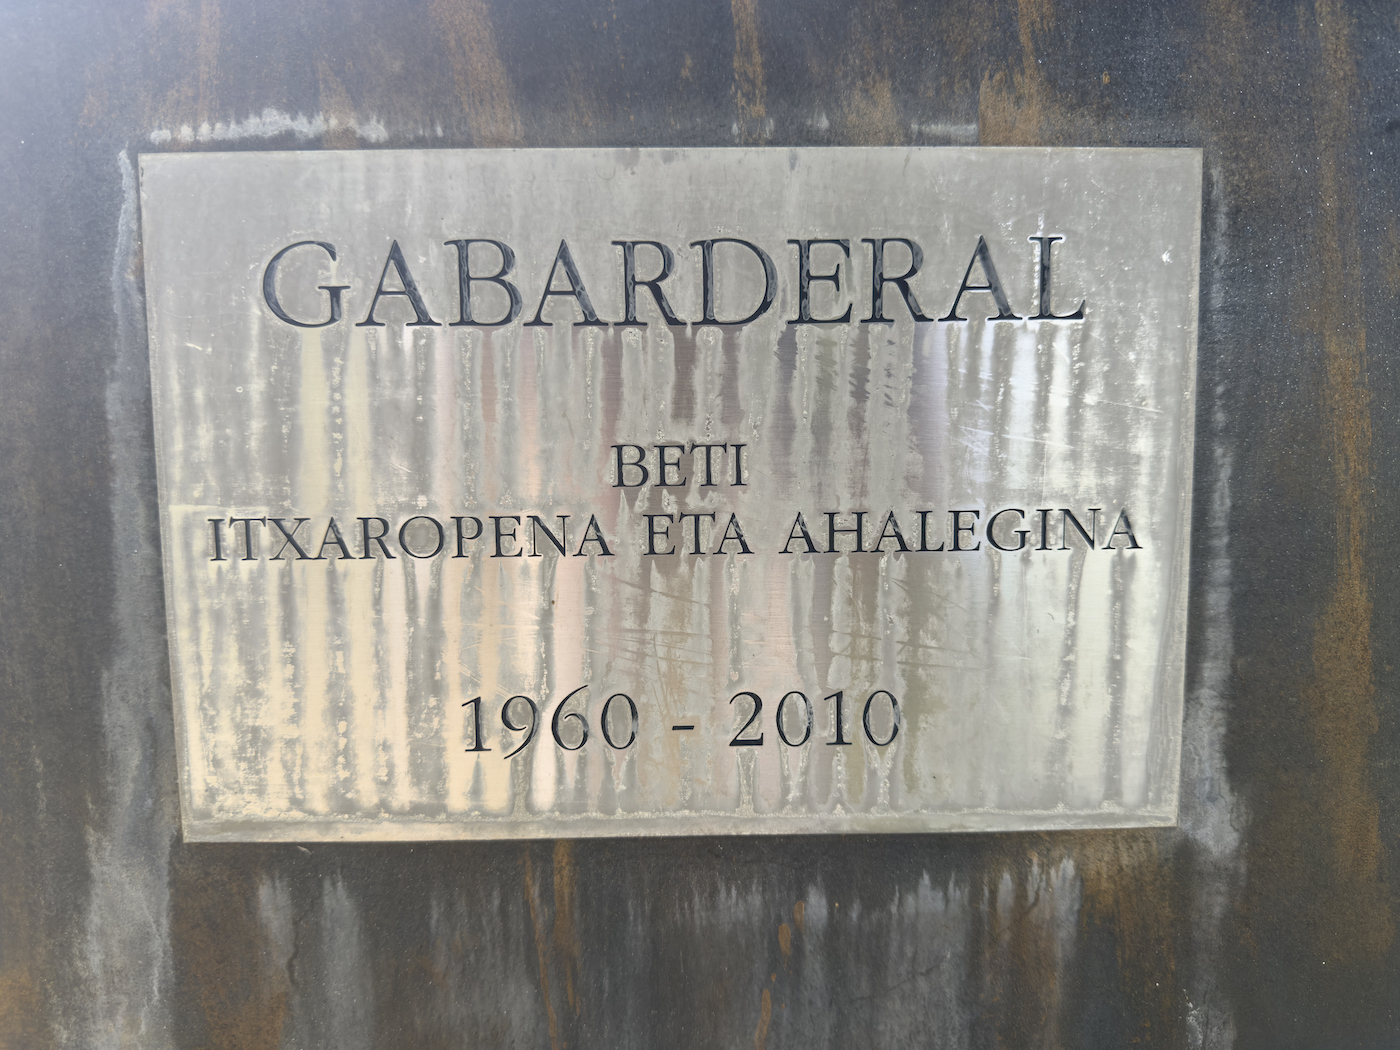 GABARDERAL
BETI
ITXAROPENA ETA AHALEGINA
1960 - 2010